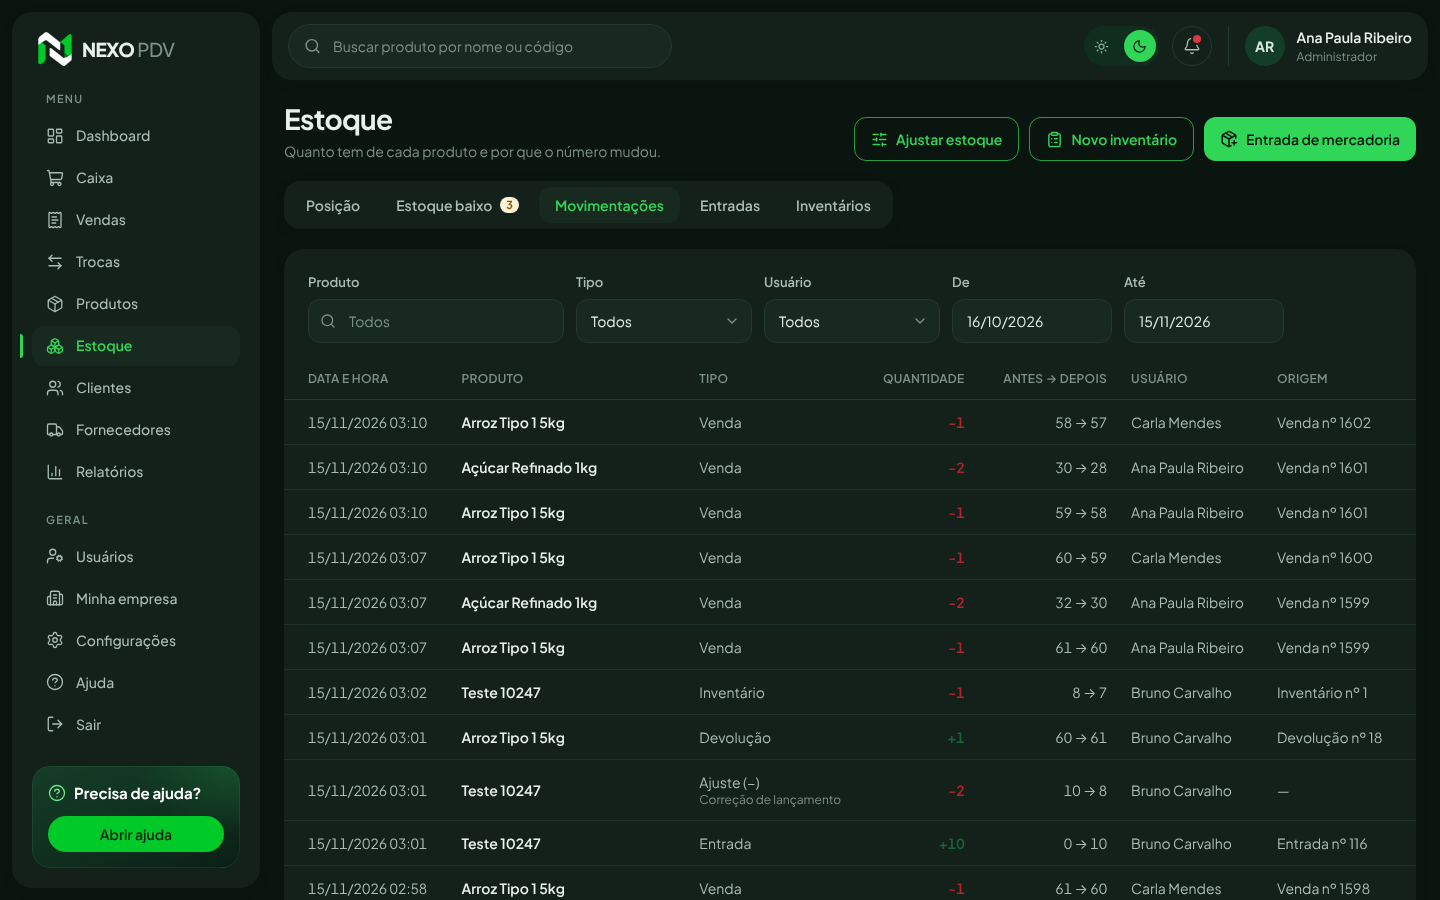 NEXO PDV
Buscar produto por nome ou código
AR
Ana Paula Ribeiro
Administrador
MENU
Dashboard
Caixa
Vendas
Trocas
Produtos
Estoque
Clientes
Fornecedores
Relatórios
GERAL
Usuários
Minha empresa
Configurações
Ajuda
Sair
Precisa de ajuda?
Abrir ajuda
Estoque
Quanto tem de cada produto e por que o número mudou.
Ajustar estoque
Novo inventário
Entrada de mercadoria
Posição Estoque baixo 3 Movimentações Entradas Inventários
Produto Tipo Usuário De Até
Todos Todos Todos 16/10/2026 15/11/2026
DATA E HORA PRODUTO TIPO QUANTIDADE ANTES → DEPOIS USUÁRIO ORIGEM
15/11/2026 03:10 Arroz Tipo 1 5kg Venda −1 58 → 57 Carla Mendes Venda nº 1602
15/11/2026 03:10 Açúcar Refinado 1kg Venda −2 30 → 28 Ana Paula Ribeiro Venda nº 1601
15/11/2026 03:10 Arroz Tipo 1 5kg Venda −1 59 → 58 Ana Paula Ribeiro Venda nº 1601
15/11/2026 03:07 Arroz Tipo 1 5kg Venda −1 60 → 59 Carla Mendes Venda nº 1600
15/11/2026 03:07 Açúcar Refinado 1kg Venda −2 32 → 30 Ana Paula Ribeiro Venda nº 1599
15/11/2026 03:07 Arroz Tipo 1 5kg Venda −1 61 → 60 Ana Paula Ribeiro Venda nº 1599
15/11/2026 03:02 Teste 10247 Inventário −1 8 → 7 Bruno Carvalho Inventário nº 1
15/11/2026 03:01 Arroz Tipo 1 5kg Devolução +1 60 → 61 Bruno Carvalho Devolução nº 18
15/11/2026 03:01 Teste 10247 Ajuste (−) −2 10 → 8 Bruno Carvalho —
Correção de lançamento
15/11/2026 03:01 Teste 10247 Entrada +10 0 → 10 Bruno Carvalho Entrada nº 116
15/11/2026 02:58 Arroz Tipo 1 5kg Venda −1 61 → 60 Carla Mendes Venda nº 1598